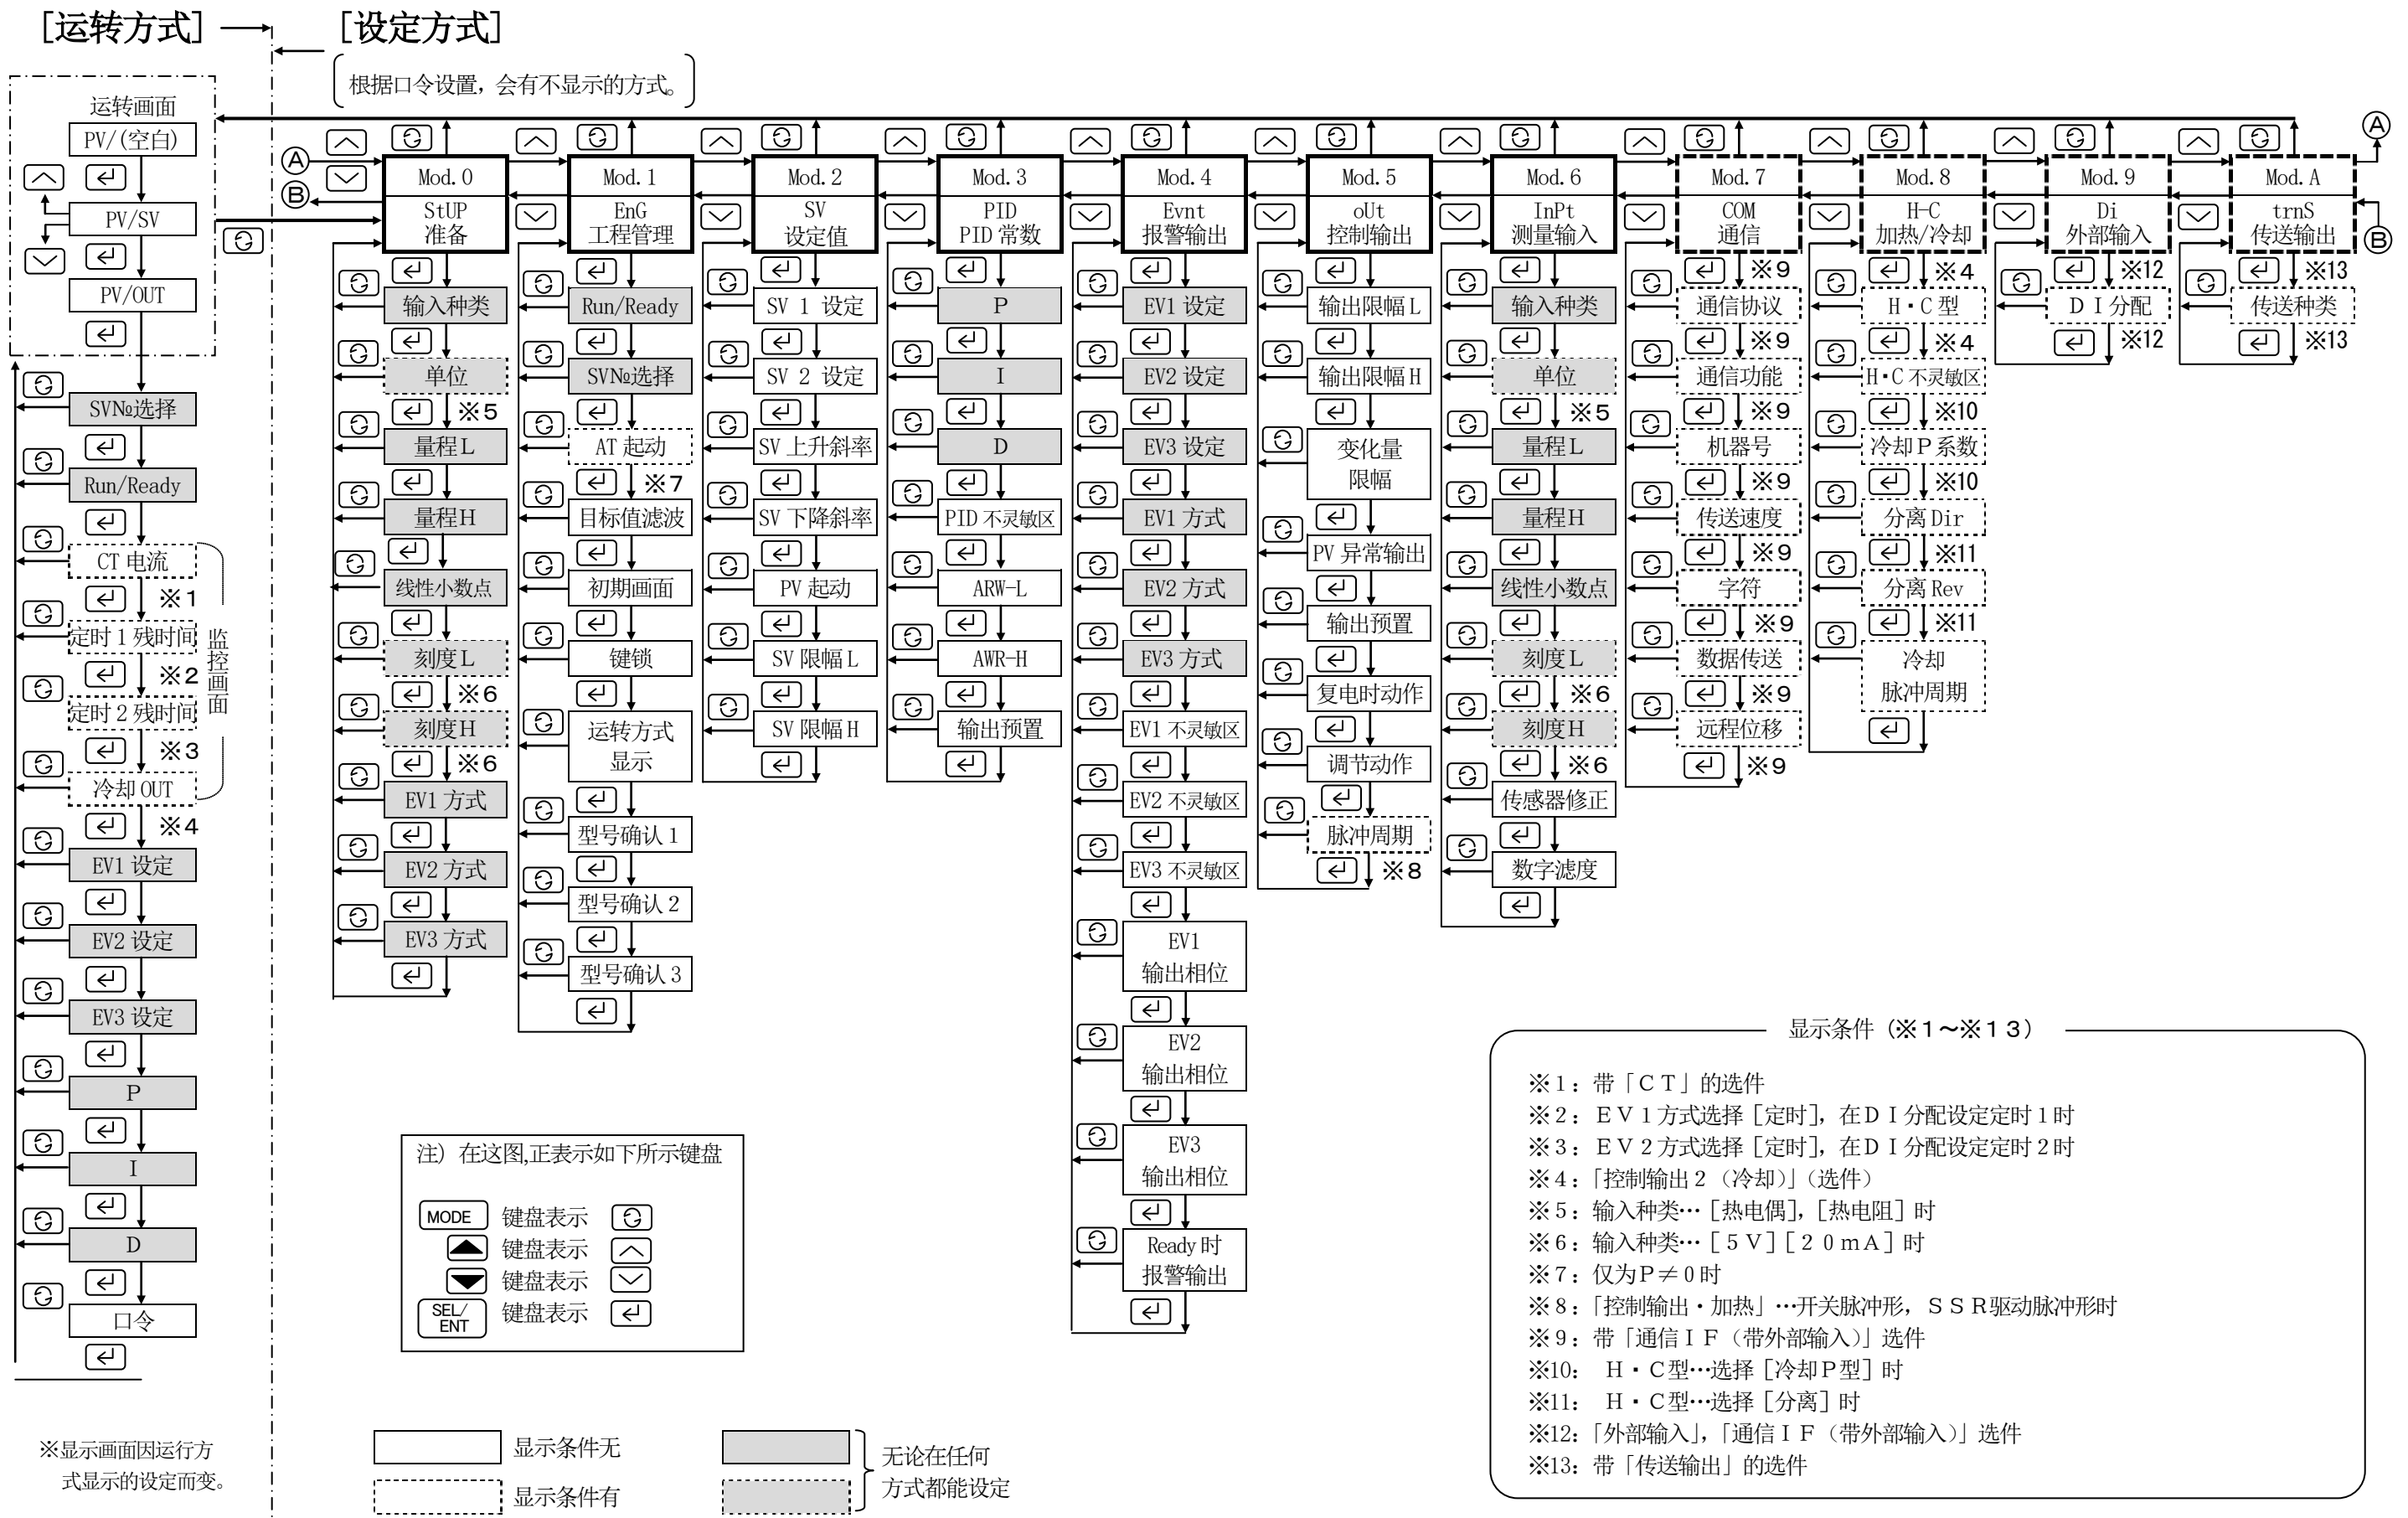 [运转方式]
[设定方式]
根据口令设置，会有不显示的方式。
运转画面
PV/(空白)
PV/SV
PV/OUT
SV№选择
Run/Ready
CT 电流
※1
定时 1 残时间
※2
定时 2 残时间
※3
冷却 OUT
※4
监控画面
EV1 设定
EV2 设定
EV3 设定
P
I
D
口令
※显示画面因运行方
式显示的设定而变。
Ⓐ
Ⓑ
Mod.0
StUP
准备
输入种类
单位
※5
量程L
量程H
线性小数点
刻度L
※6
刻度H
※6
EV1 方式
EV2 方式
EV3 方式
Mod.1
EnG
工程管理
Run/Ready
SV№选择
AT 起动
※7
目标值滤波
初期画面
键锁
运转方式
显示
型号确认 1
型号确认 2
型号确认 3
Mod.2
SV
设定值
SV 1 设定
SV 2 设定
SV 上升斜率
SV 下降斜率
PV 起动
SV 限幅 L
SV 限幅 H
Mod.3
PID
PID 常数
P
I
D
PID 不灵敏区
ARW-L
AWR-H
输出预置
Mod.4
Evnt
报警输出
EV1 设定
EV2 设定
EV3 设定
EV1 方式
EV2 方式
EV3 方式
EV1 不灵敏区
EV2 不灵敏区
EV3 不灵敏区
EV1
输出相位
EV2
输出相位
EV3
输出相位
Ready 时
报警输出
Mod.5
oUt
控制输出
输出限幅 L
输出限幅 H
变化量
限幅
PV 异常输出
输出预置
复电时动作
调节动作
脉冲周期
※8
Mod.6
InPt
测量输入
输入种类
单位
※5
量程L
量程H
线性小数点
刻度L
※6
刻度H
※6
传感器修正
数字滤度
Mod.7
COM
通信
※9
通信协议
※9
通信功能
※9
机器号
※9
传送速度
※9
字符
※9
数据传送
※9
远程位移
※9
Mod.8
H-C
加热/冷却
※4
H・C 型
※4
H・C 不灵敏区
※10
冷却P系数
※10
分离 Dir
※11
分离 Rev
※11
冷却
脉冲周期
Mod.9
Di
外部输入
※12
DI分配
※12
Mod.A
trnS
传送输出
※13
传送种类
※13
Ⓐ
Ⓑ
注）在这图,正表示如下所示键盘
MODE 键盘表示
键盘表示
键盘表示
SEL/
ENT 键盘表示
显示条件无
显示条件有
无论在任何
方式都能设定
显示条件（※1～※13）
※1：带「CT」的选件
※2：EV1方式选择［定时］，在DI分配设定定时1时
※3：EV2方式选择［定时］，在DI分配设定定时2时
※4：「控制输出2（冷却）」（选件）
※5：输入种类…［热电偶］，［热电阻］时
※6：输入种类…［5V］［20mA］时
※7：仅为P≠0时
※8：「控制输出・加热」…开关脉冲形，SSR驱动脉冲形时
※9：带「通信IF（带外部输入）」选件
※10： H・C型…选择［冷却P型］时
※11： H・C型…选择［分离］时
※12：「外部输入」，「通信IF（带外部输入）」选件
※13：带「传送输出」的选件